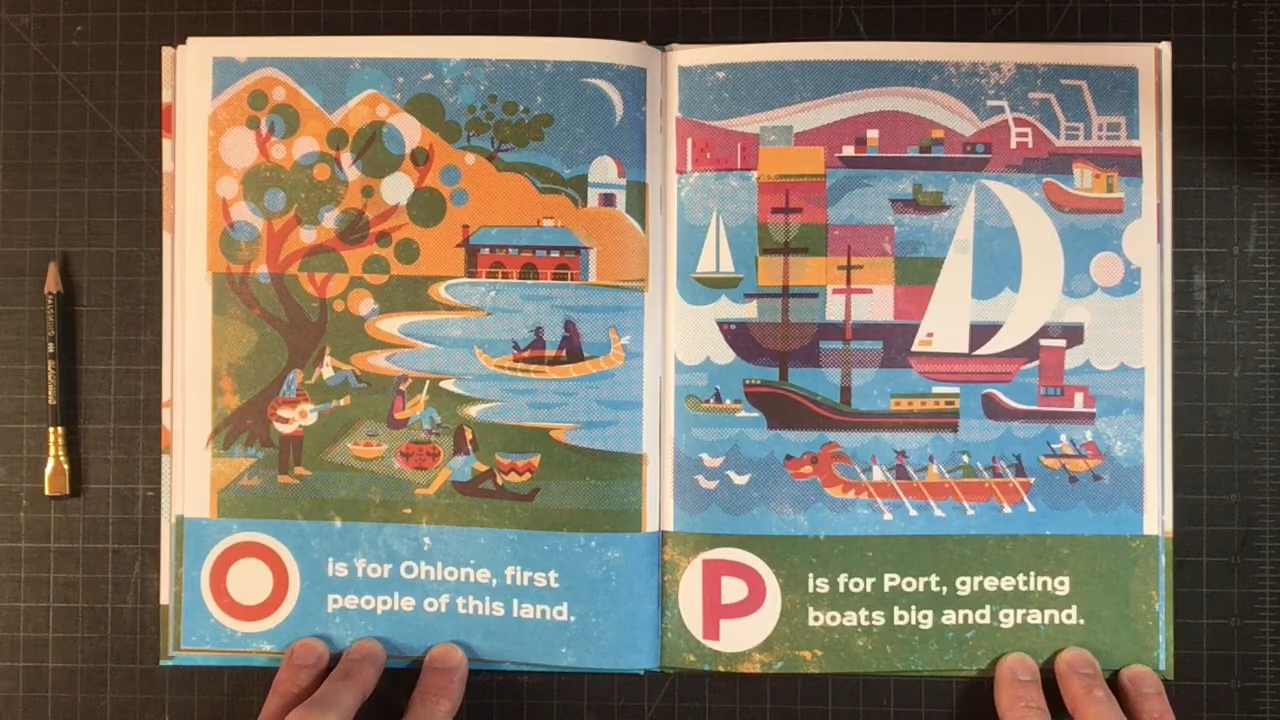 O
is for Ohlone, first
people of this land.
P
is for Port, greeting
boats big and grand.